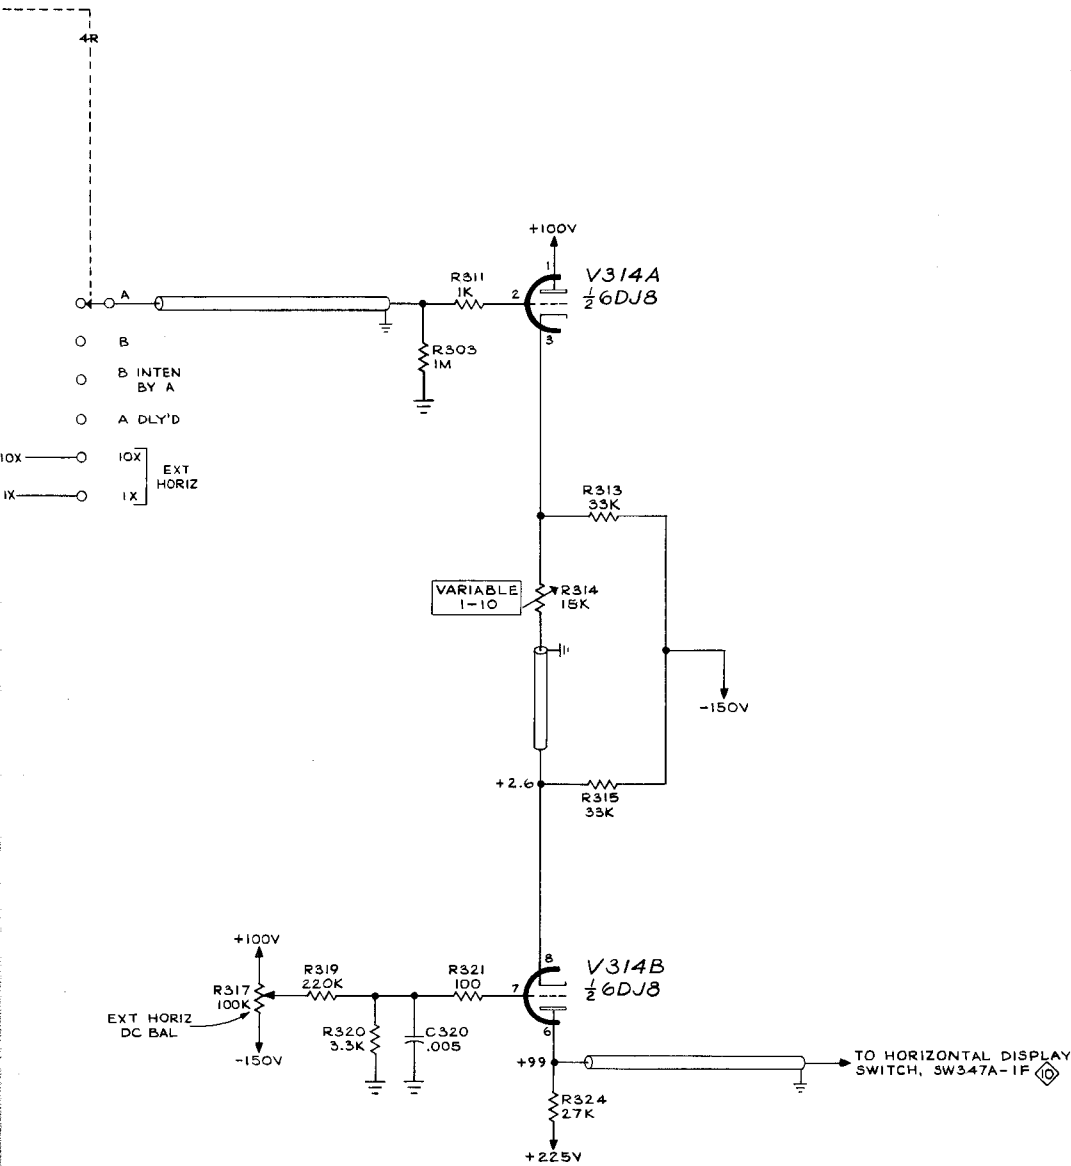 4R
+100V
1
V314A
½ 6DJ8
R311
1K
2
A
3
R303
1M
B
B INTEN
BY A
A DLY'D
10X
10X
EXT
HORIZ
1X
1X
R313
33K
VARIABLE
1-10
R314
15K
-150V
+2.6
R315
33K
+100V
8
V314B
½ 6DJ8
R319
220K
R321
100
7
R317
100K
EXT HORIZ
DC BAL
R320
3.3K
C320
.005
6
-150V
+99
TO HORIZONTAL DISPLAY
SWITCH, SW347A-1F 10
R324
27K
+225V